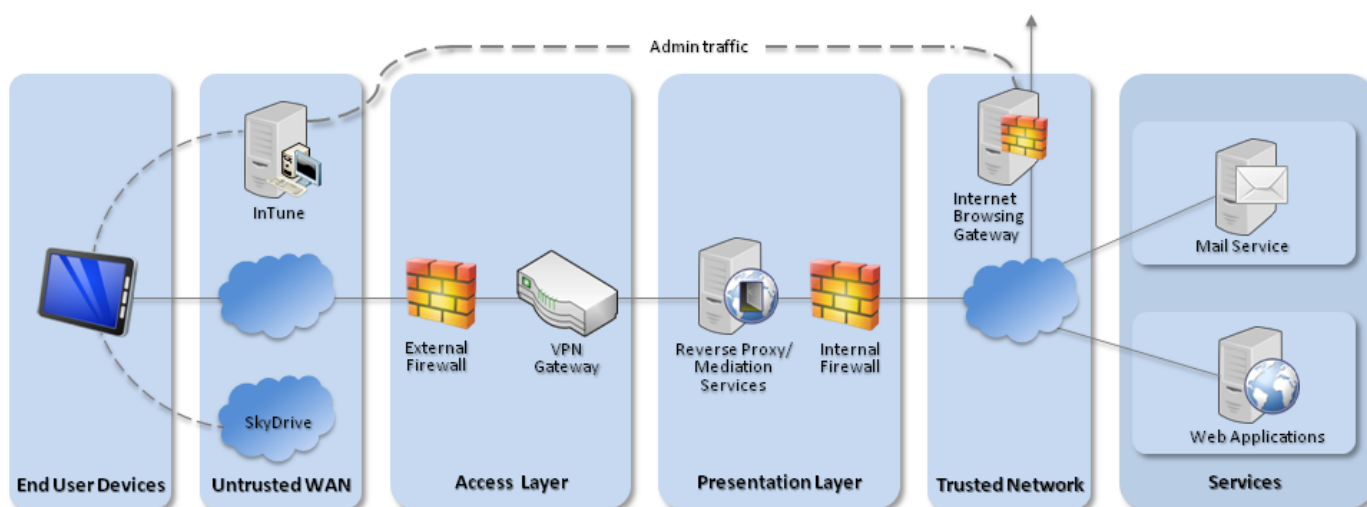 Admin traffic
InTune
Internet
Browsing
Gateway
Mail Service
External
Firewall
VPN
Gateway
Reverse Proxy/
Mediation
Services
Internal
Firewall
SkyDrive
Web Applications
End User Devices
Untrusted WAN
Access Layer
Presentation Layer
Trusted Network
Services